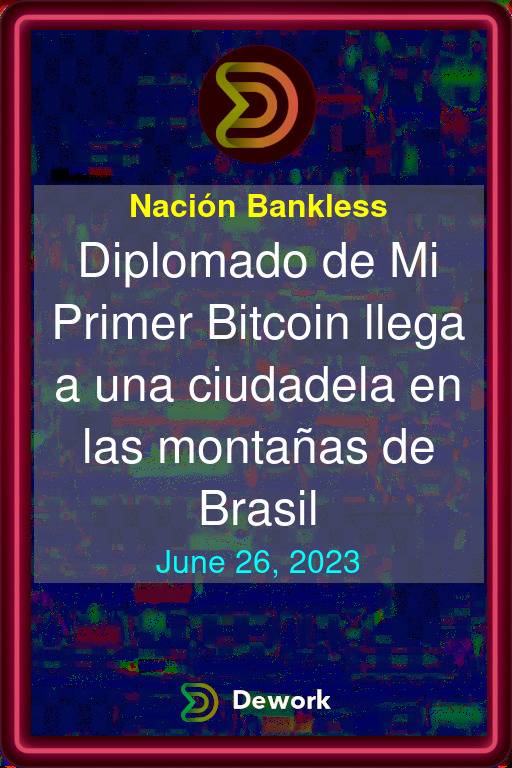 Nación Bankless
Diplomado de Mi
Primer Bitcoin llega
a una ciudadela en
las montañas de
Brasil
June 26, 2023
Dework